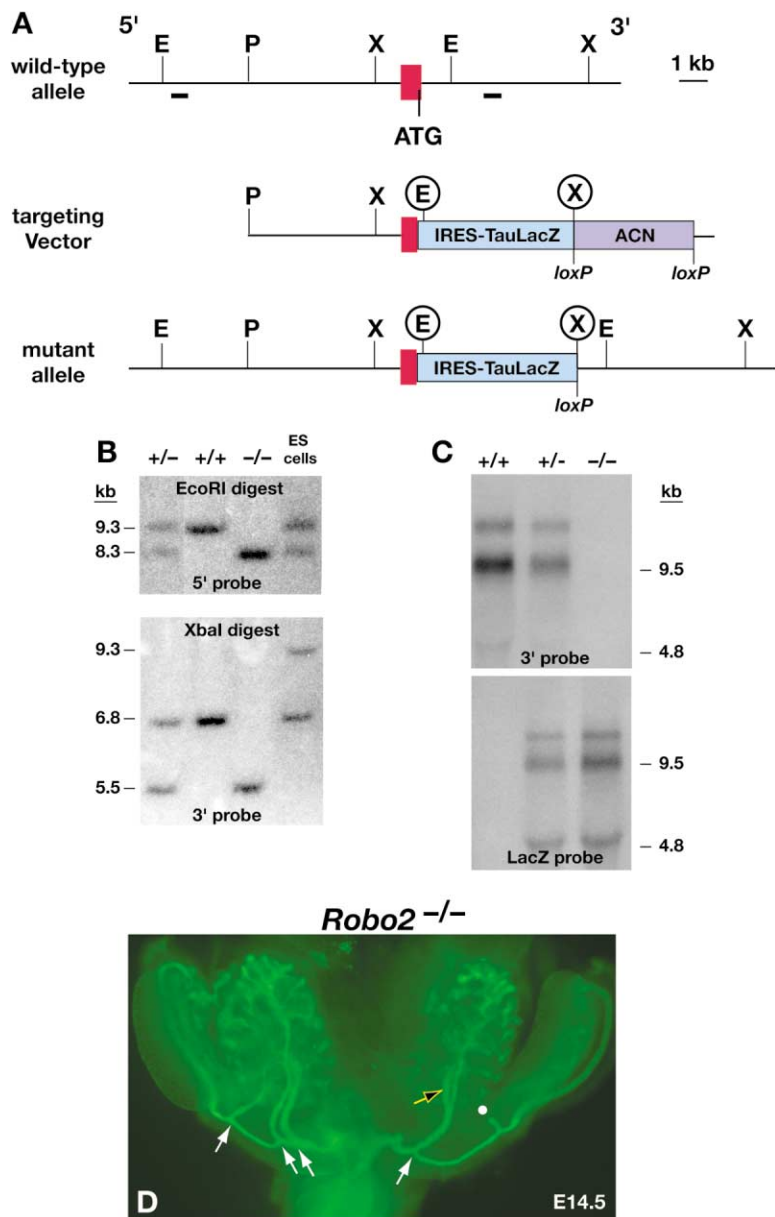 A
5' 3'
E P X E X
wild-type
allele
1 kb
ATG
P X E X
targeting
Vector
IRES-TauLacZ ACN
loxP loxP
E P X E X E X
mutant
allele
IRES-TauLacZ
loxP
B
+/− +/+ −/− ES
cells
kb
EcoRI digest
9.3
8.3
5' probe
XbaI digest
9.3
6.8
5.5
3' probe
C
+/+ +/- −/−
kb
9.5
4.8
3' probe
9.5
4.8
LacZ probe
Robo2 −/−
D E14.5